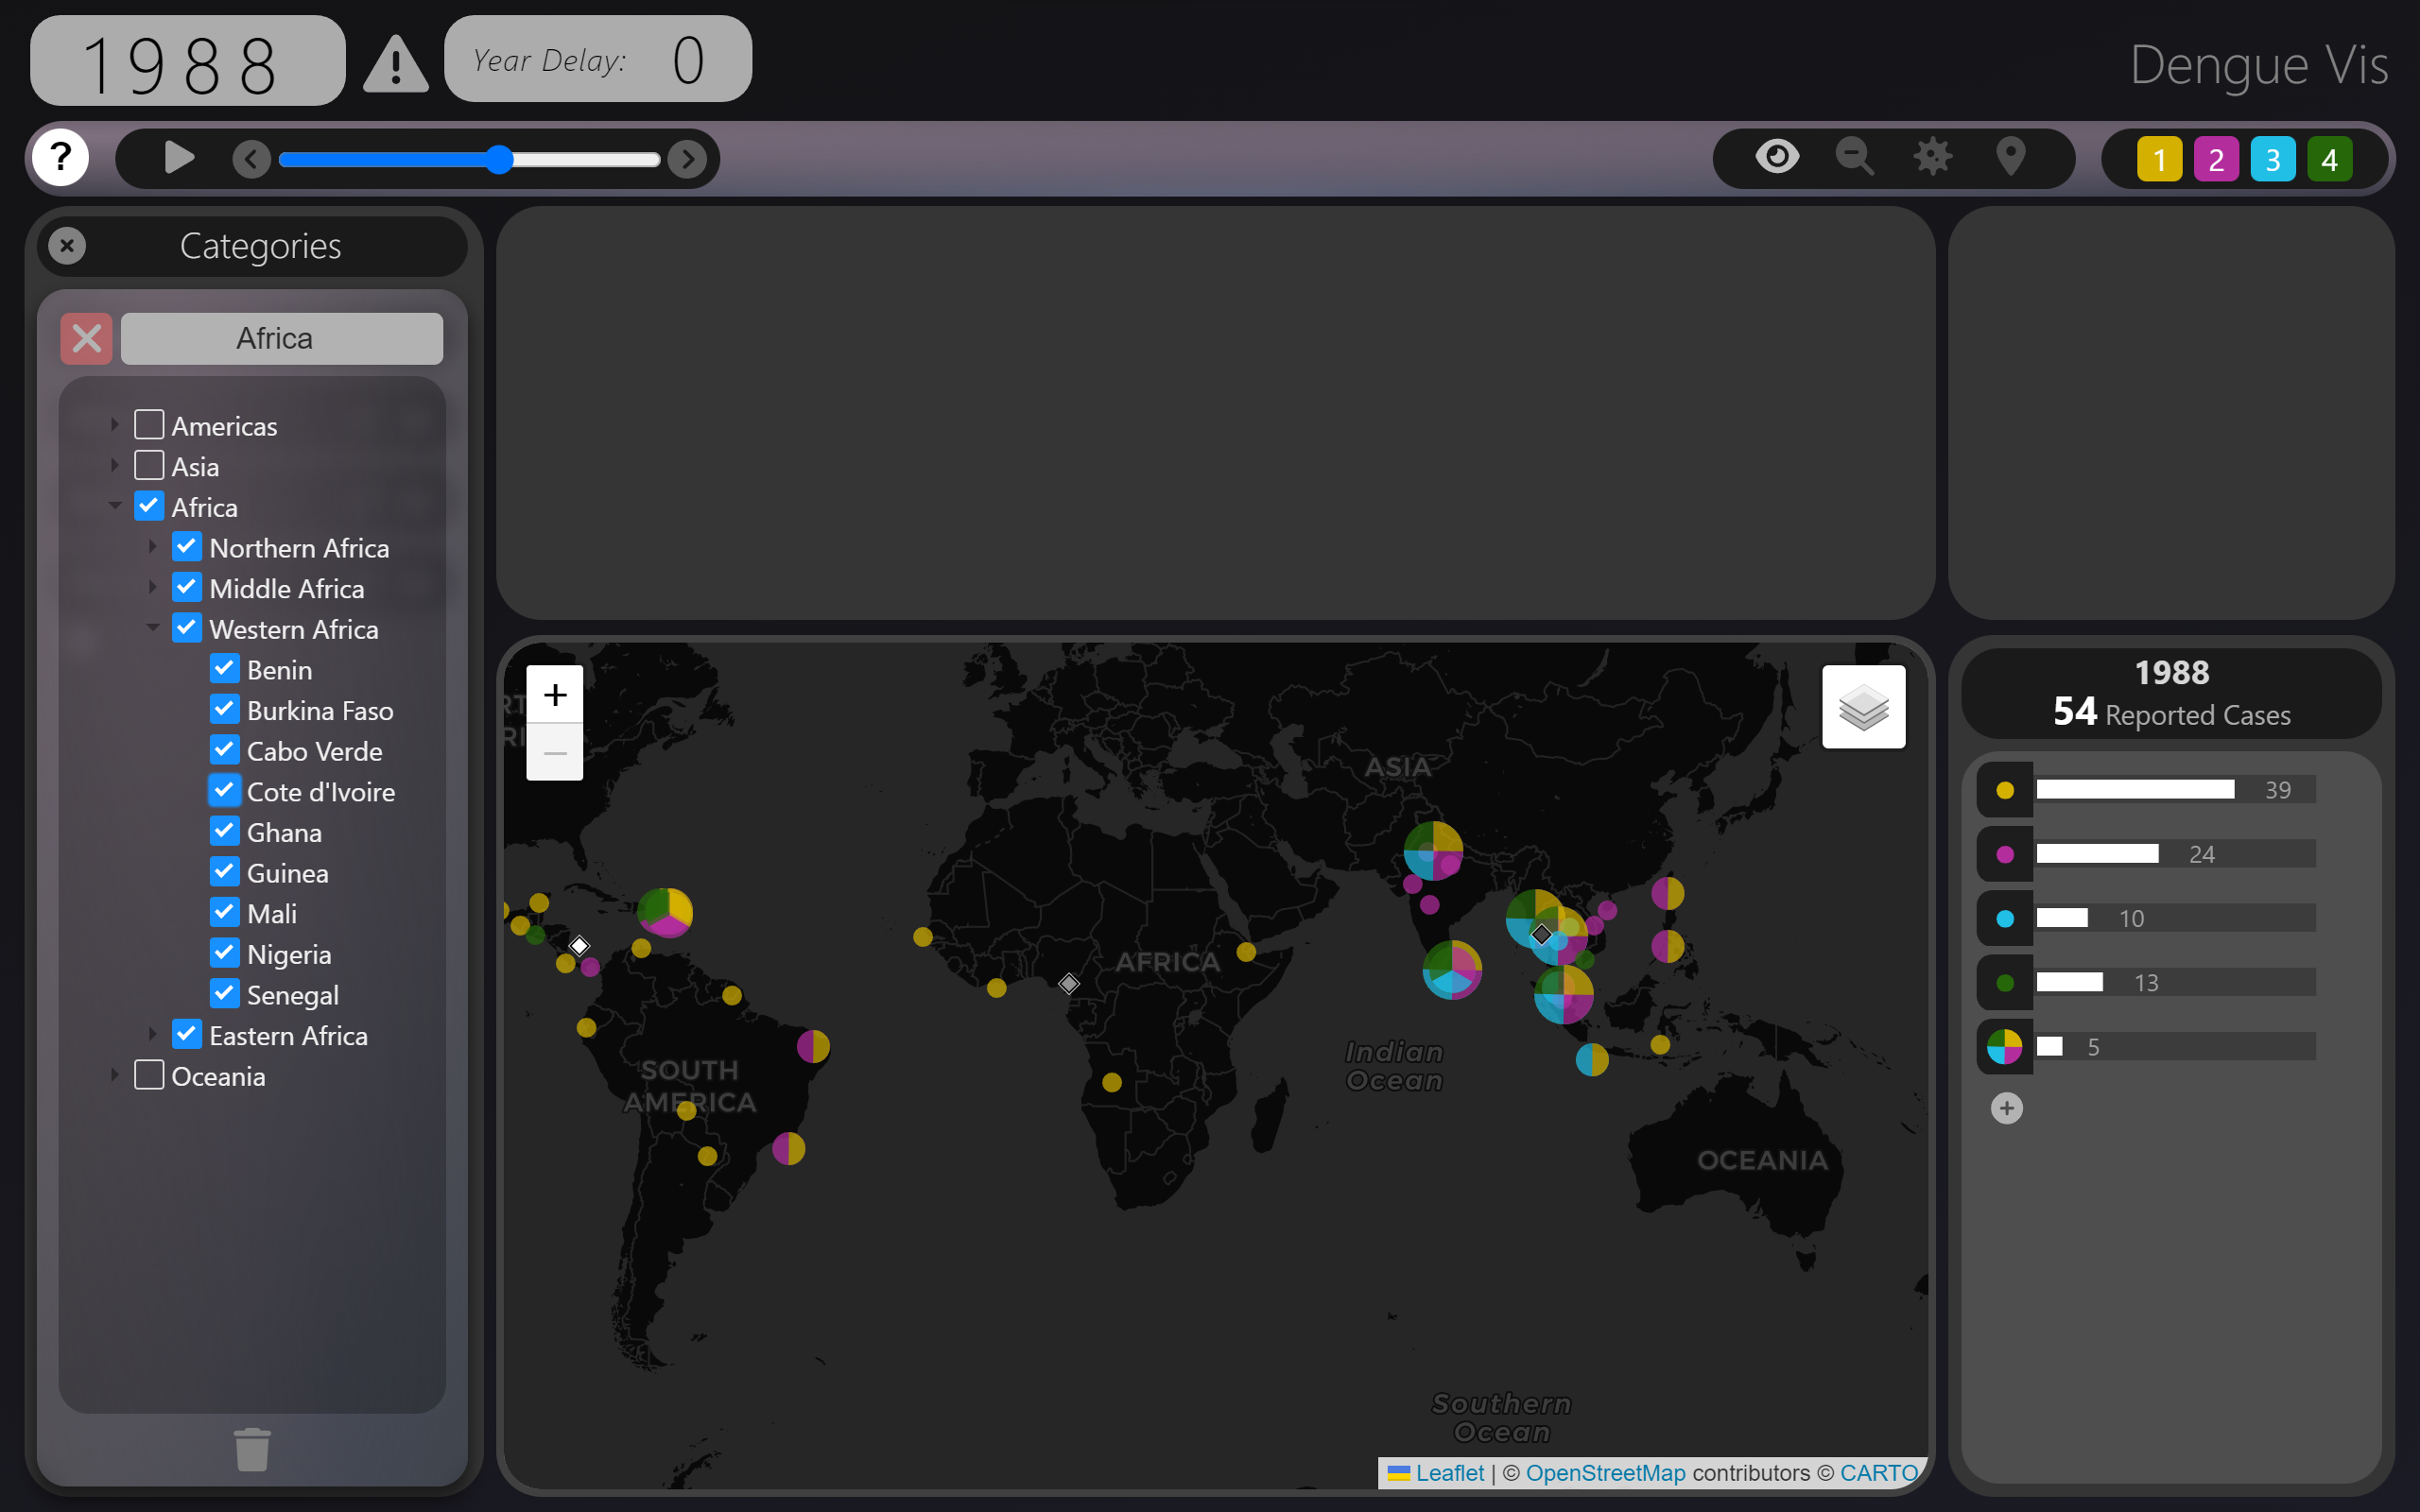 1988
Year Delay: 0
Dengue Vis
?
1 2 3 4
Categories
Africa
Americas
Asia
Africa
Northern Africa
Middle Africa
Western Africa
Benin
Burkina Faso
Cabo Verde
Cote d'Ivoire
Ghana
Guinea
Mali
Nigeria
Senegal
Eastern Africa
Oceania
+
−
ASIA
AFRICA
SOUTH
AMERICA
Indian
Ocean
OCEANIA
Southern
Ocean
Leaflet | © OpenStreetMap contributors © CARTO
1988
54 Reported Cases
39
24
10
13
5